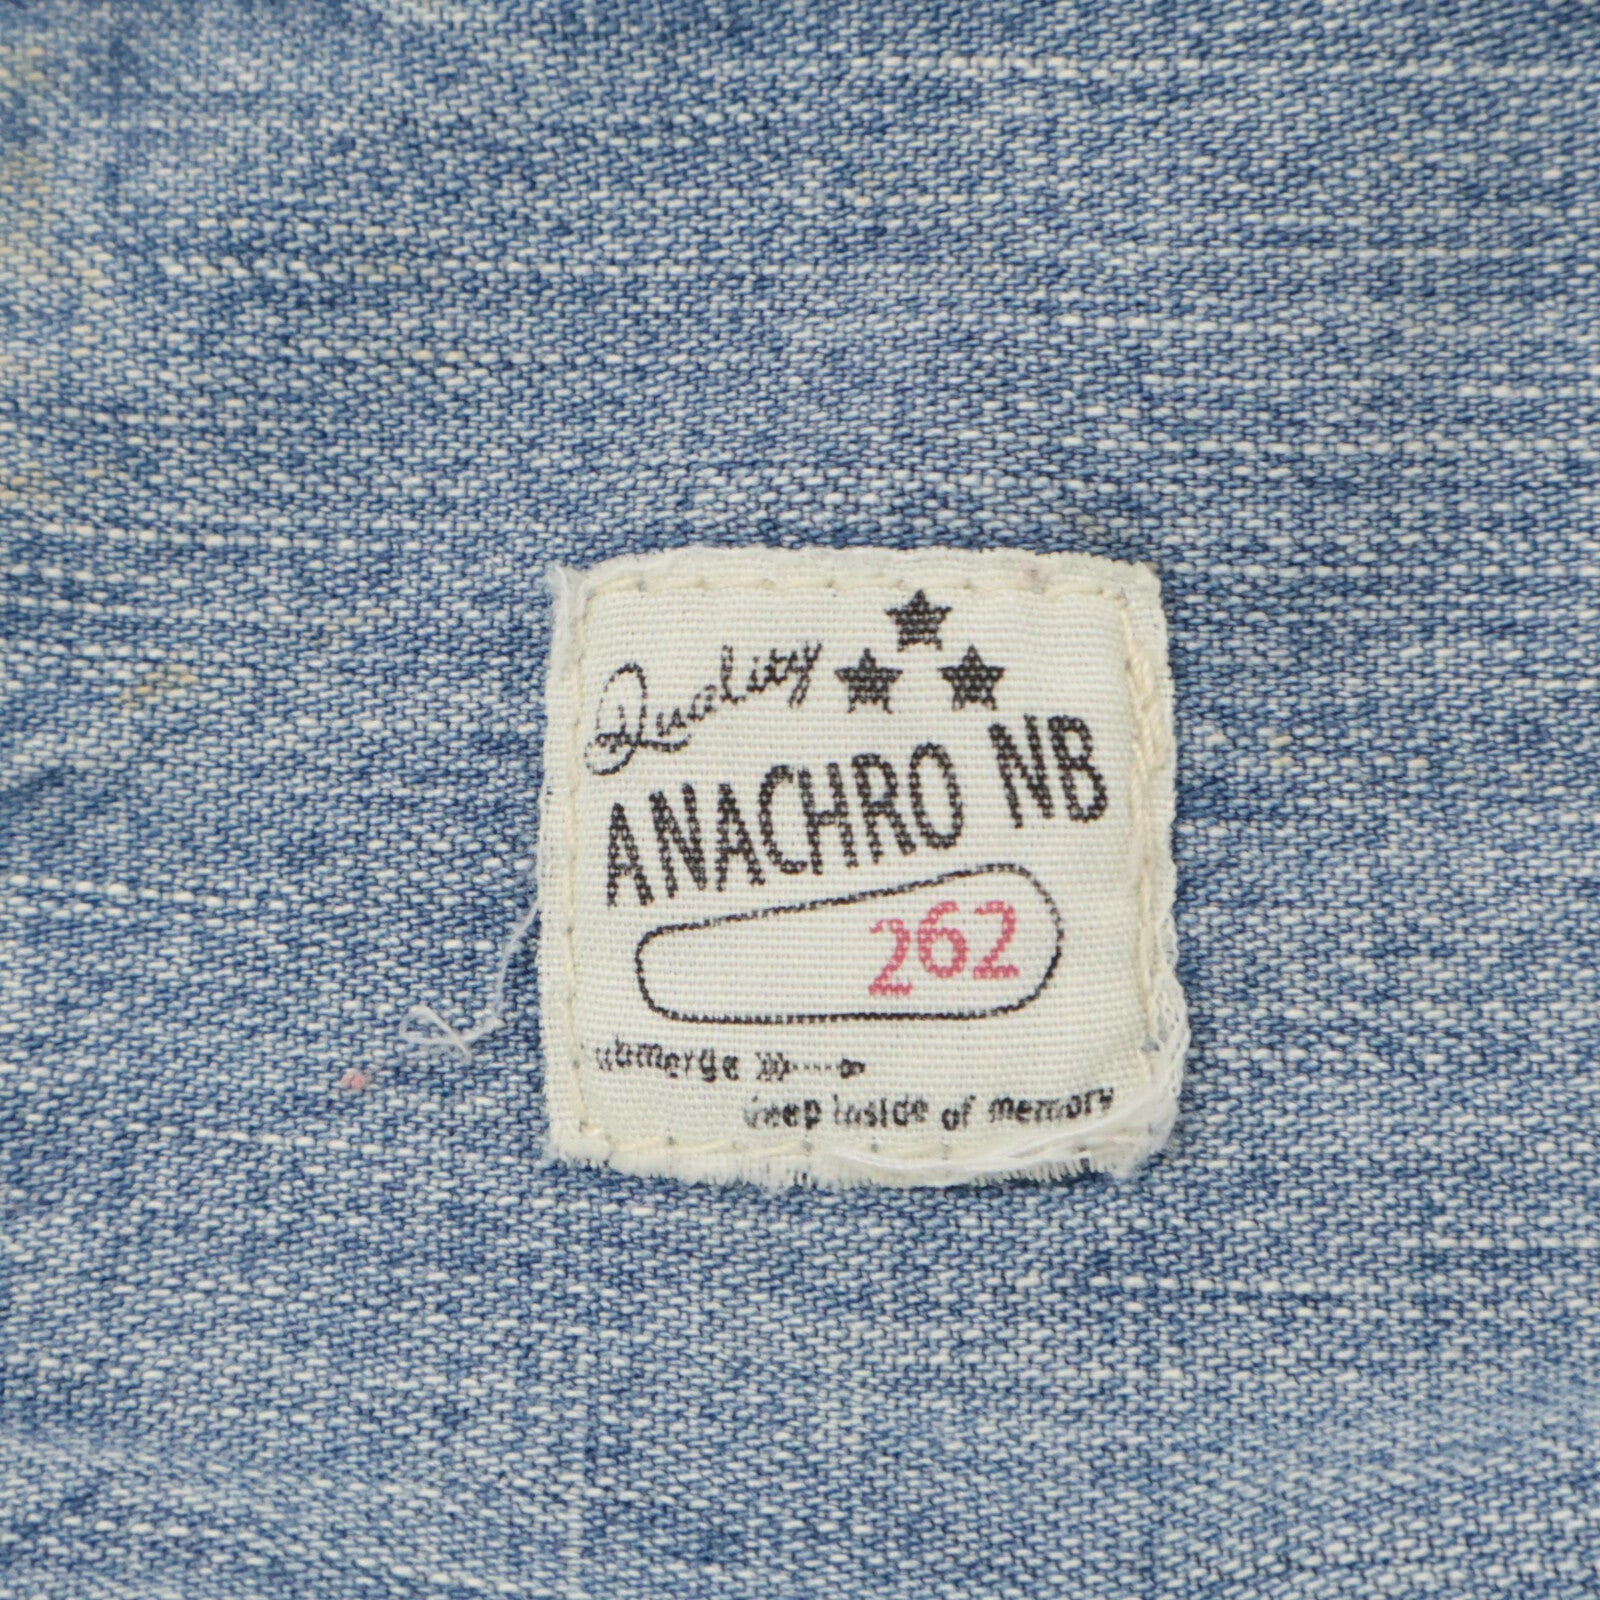 Quality
ANACHRO NB
262
submerge
deep inside of memory